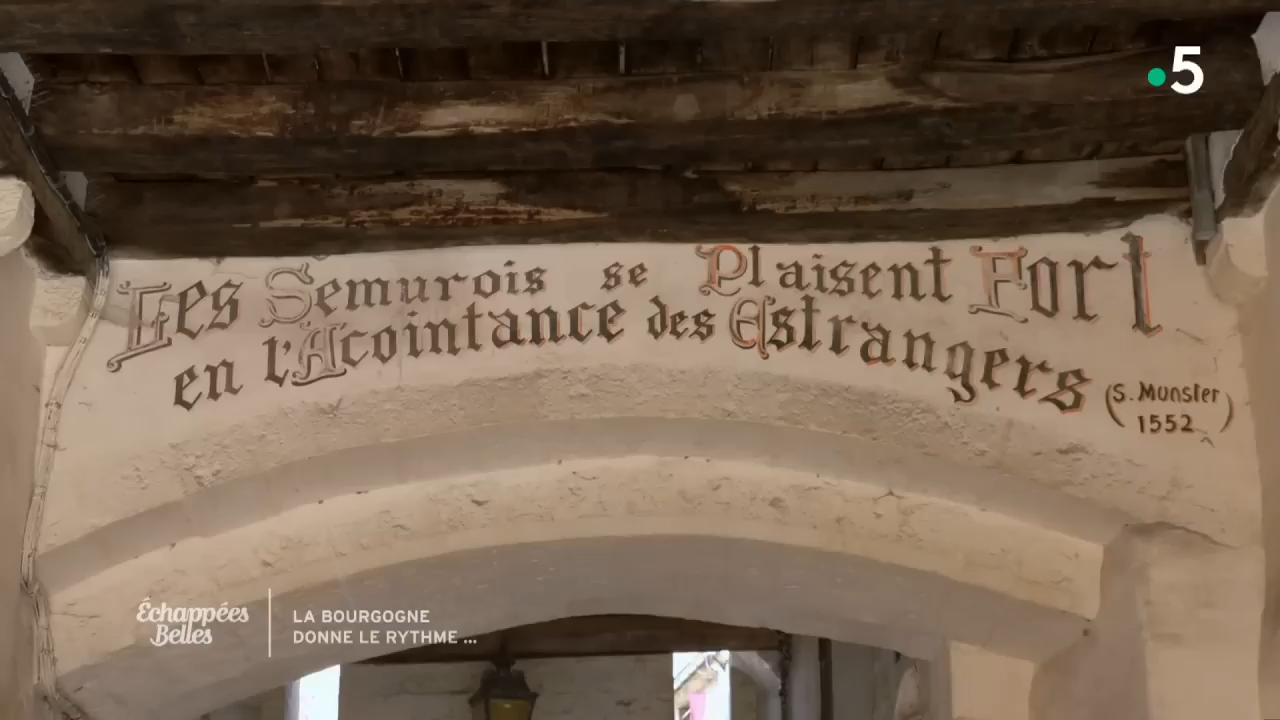 5
Les Semurois se Plaisent Fort
en l'Acointance des Estrangers
(S. Munster
1552)
Échappées
Belles
LA BOURGOGNE
DONNE LE RYTHME ...